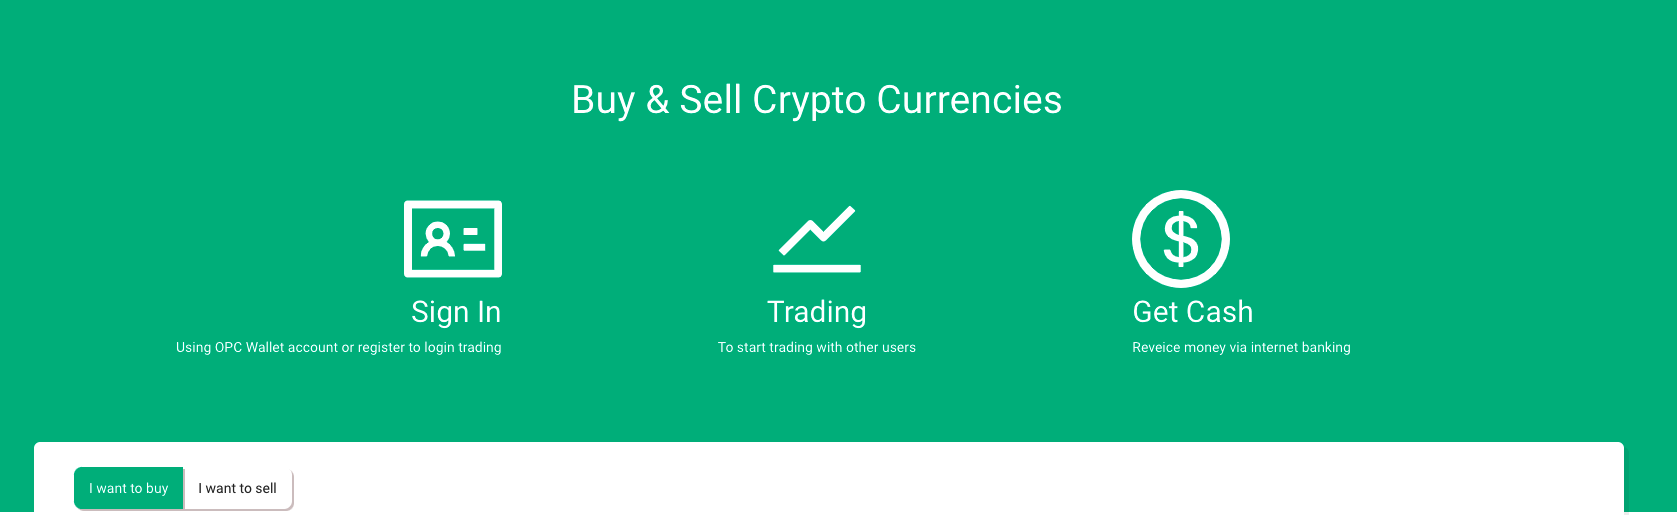 Buy & Sell Crypto Currencies
Sign In
Using OPC Wallet account or register to login trading
Trading
To start trading with other users
$
Get Cash
Reveice money via internet banking
I want to buy
I want to sell